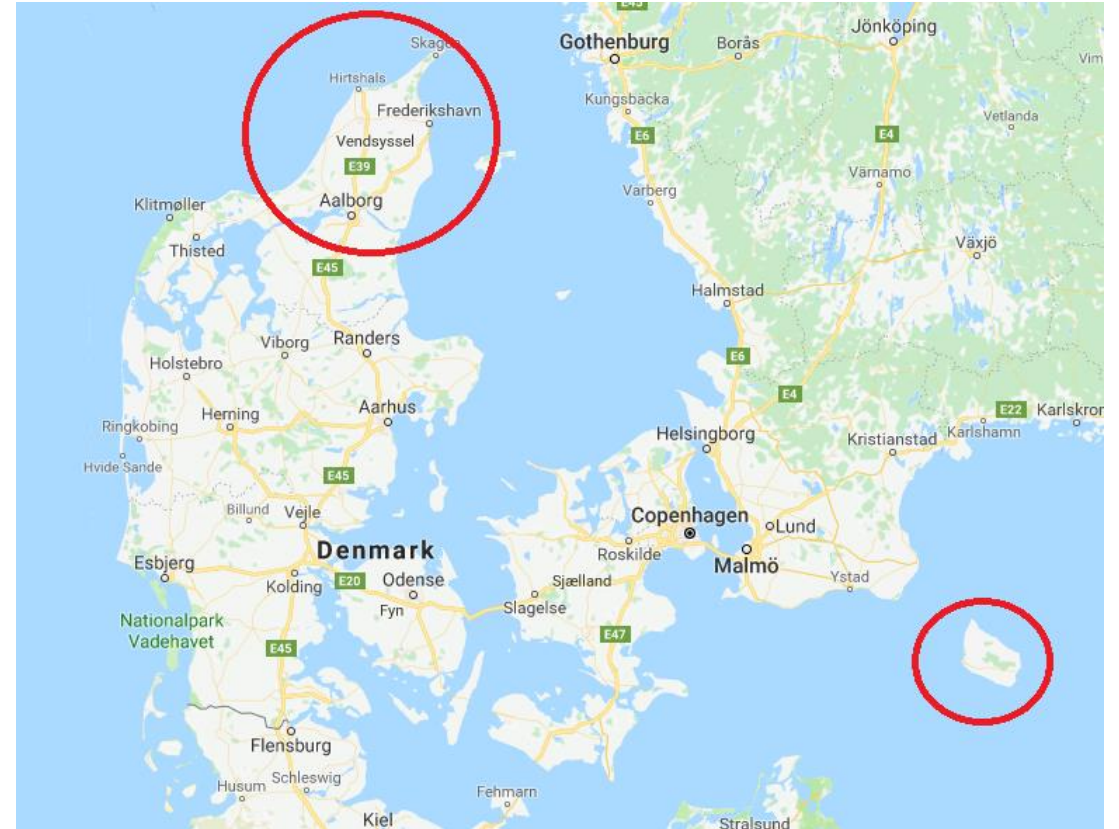 E45
Jönköping
Gothenburg
Borås
Skagen
Vim
Hirtshals
Kungsbacka
Frederikshavn
Vetlanda
Vendsyssel
E6
E4
E39
Värnamo
Varberg
Klitmøller
Aalborg
Thisted
Växjö
E45
Halmstad
Viborg
Randers
E6
Holstebro
E4
Herning
Aarhus
E22
Karlskron
Ringkobing
Helsingborg
Kristianstad
Karlshamn
Hvide Sande
E45
Billund
Vejle
Copenhagen
Lund
Denmark
Roskilde
Malmö
Esbjerg
Kolding
E20
Odense
Sjælland
Ystad
Fyn
Slagelse
Nationalpark
Vadehavet
E45
E47
Flensburg
Husum
Schleswig
Fehmarn
Kiel
Stralsund